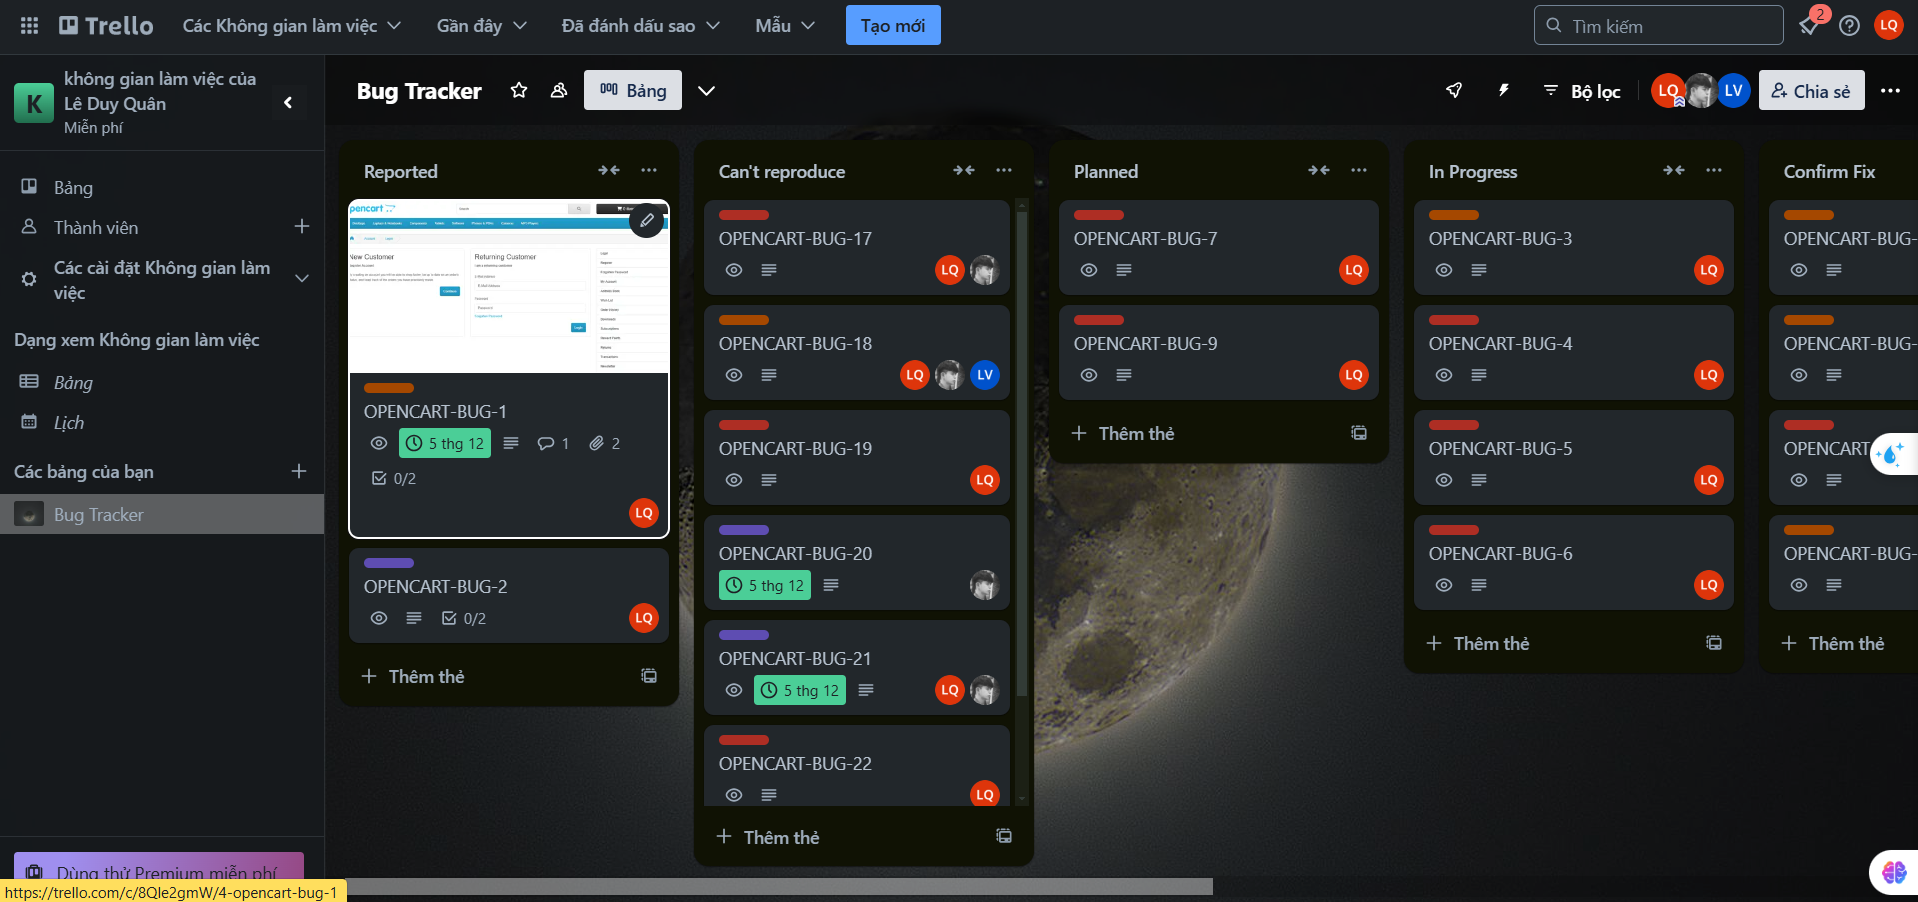 Trello
Các Không gian làm việc
Gần đây
Đã đánh dấu sao
Mẫu
Tạo mới
Tìm kiếm
2
LQ
K
không gian làm việc của
Lê Duy Quân
Miễn phí
Bug Tracker
Bảng
Bộ lọc
LQ
LV
Chia sẻ
Bảng
Thành viên
Các cài đặt Không gian làm
việc
Dạng xem Không gian làm việc
Bảng
Lịch
Các bảng của bạn
Bug Tracker
Dùng thử Premium miễn phí
https://trello.com/c/8Qle2gmW/4-opencart-bug-1
Reported
pencart
New Customer
Returning Customer
Continue
Login
OPENCART-BUG-1
5 thg 12
1
2
0/2
LQ
OPENCART-BUG-2
0/2
LQ
Thêm thẻ
Can't reproduce
OPENCART-BUG-17
LQ
OPENCART-BUG-18
LQ
LV
OPENCART-BUG-19
LQ
OPENCART-BUG-20
5 thg 12
OPENCART-BUG-21
5 thg 12
LQ
OPENCART-BUG-22
LQ
Thêm thẻ
Planned
OPENCART-BUG-7
LQ
OPENCART-BUG-9
LQ
Thêm thẻ
In Progress
OPENCART-BUG-3
LQ
OPENCART-BUG-4
LQ
OPENCART-BUG-5
LQ
OPENCART-BUG-6
LQ
Thêm thẻ
Confirm Fix
OPENCART-BUG-
OPENCART-BUG-
OPENCART
OPENCART-BUG-
Thêm thẻ